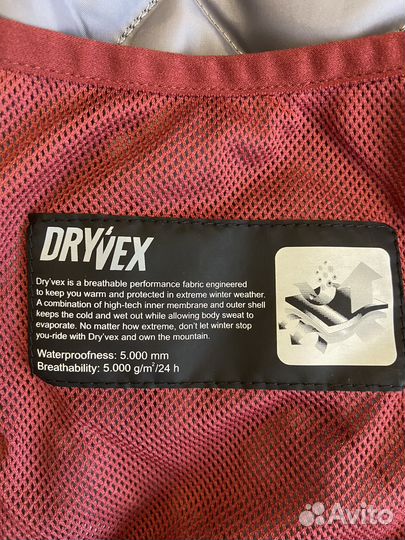 DRY'VEX
Dry'vex is a breathable performance fabric engineered
to keep you warm and protected in extreme winter weather.
A combination of high-tech inner membrane and outer shell
keeps the cold and wet out while allowing body sweat to
evaporate. No matter how extreme, don't let winter stop
you-ride with Dry'vex and own the mountain.
Waterproofness: 5.000 mm
Breathability: 5.000 g/m²/24 h
Avito